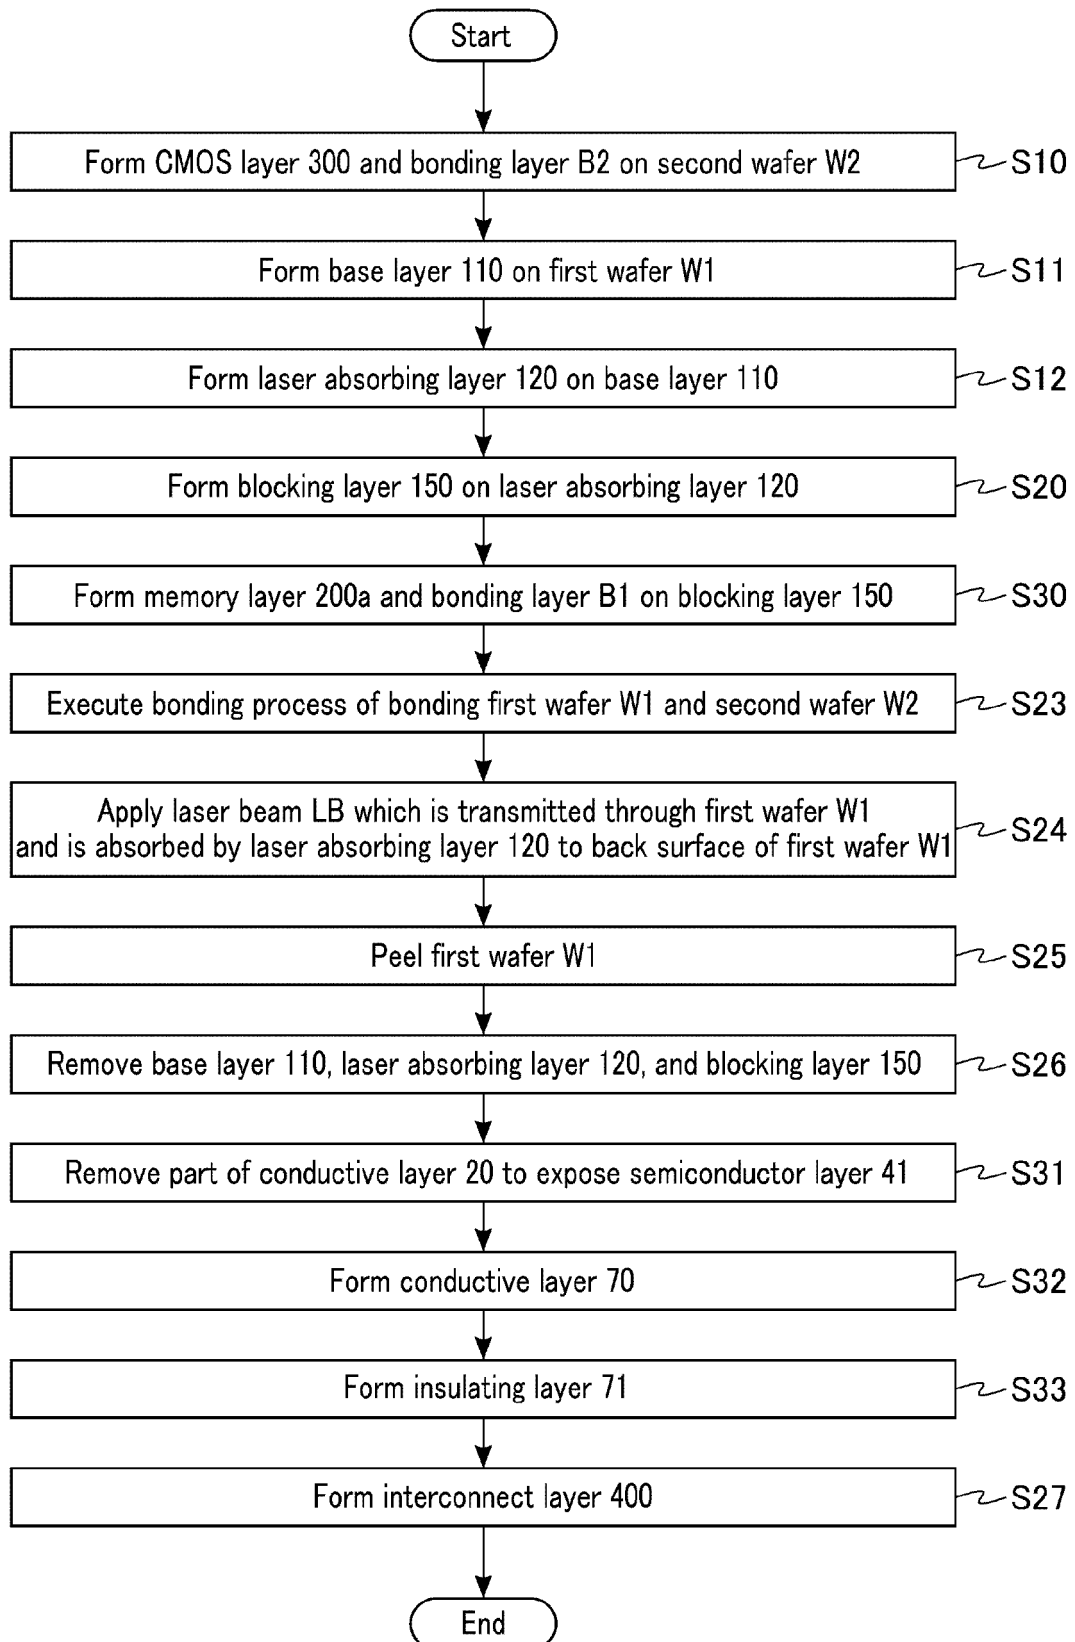 Start
Form CMOS layer 300 and bonding layer B2 on second wafer W2
S10
Form base layer 110 on first wafer W1
S11
Form laser absorbing layer 120 on base layer 110
S12
Form blocking layer 150 on laser absorbing layer 120
S20
Form memory layer 200a and bonding layer B1 on blocking layer 150
S30
Execute bonding process of bonding first wafer W1 and second wafer W2
S23
Apply laser beam LB which is transmitted through first wafer W1
and is absorbed by laser absorbing layer 120 to back surface of first wafer W1
S24
Peel first wafer W1
S25
Remove base layer 110, laser absorbing layer 120, and blocking layer 150
S26
Remove part of conductive layer 20 to expose semiconductor layer 41
S31
Form conductive layer 70
S32
Form insulating layer 71
S33
Form interconnect layer 400
S27
End